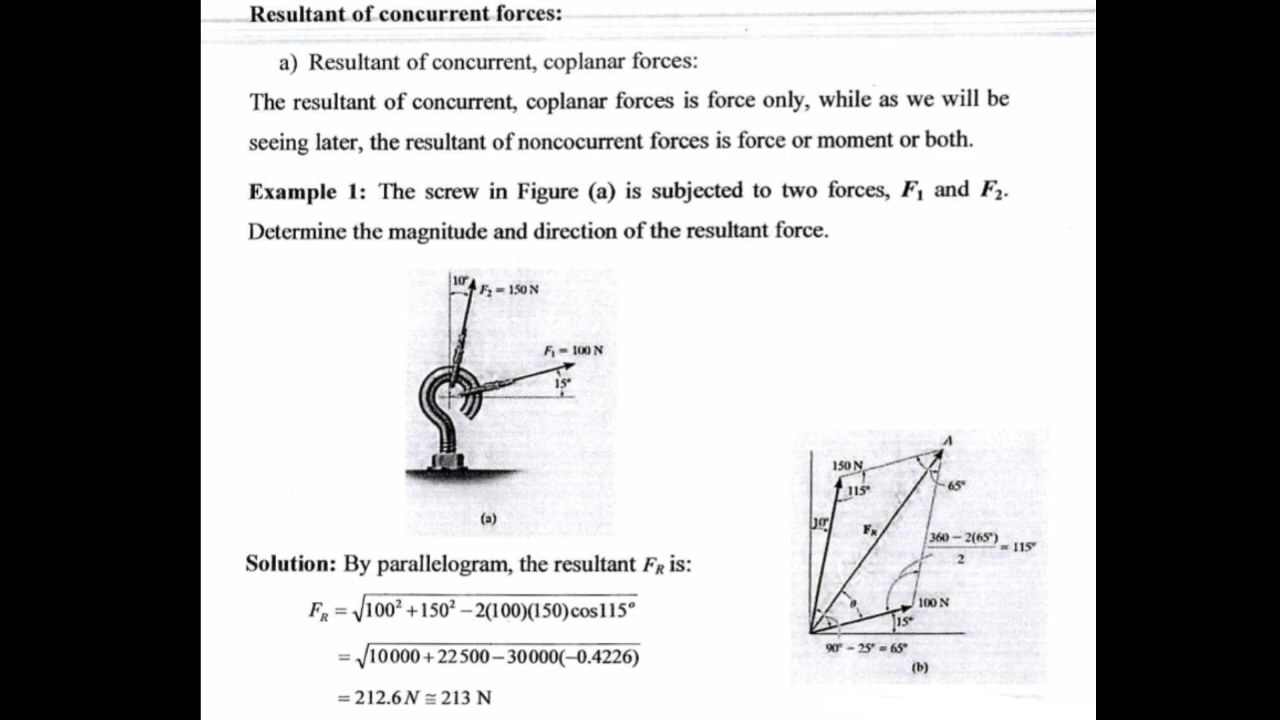 Resultant of concurrent forces:
a) Resultant of concurrent, coplanar forces:
The resultant of concurrent, coplanar forces is force only, while as we will be
seeing later, the resultant of noncocurrent forces is force or moment or both.
Example 1: The screw in Figure (a) is subjected to two forces, F₁ and F₂.
Determine the magnitude and direction of the resultant force.
10°
F₂ = 150 N
F₁ = 100 N
15°
(a)
A
150 N
115°
65°
10°
F_R
360 − 2(65°) / 2 = 115°
θ
100 N
15°
90° − 25° = 65°
(b)
Solution: By parallelogram, the resultant F_R is:
F_R = √(100² + 150² − 2(100)(150)cos115°)
= √(10000 + 22500 − 30000(−0.4226))
= 212.6 N ≅ 213 N